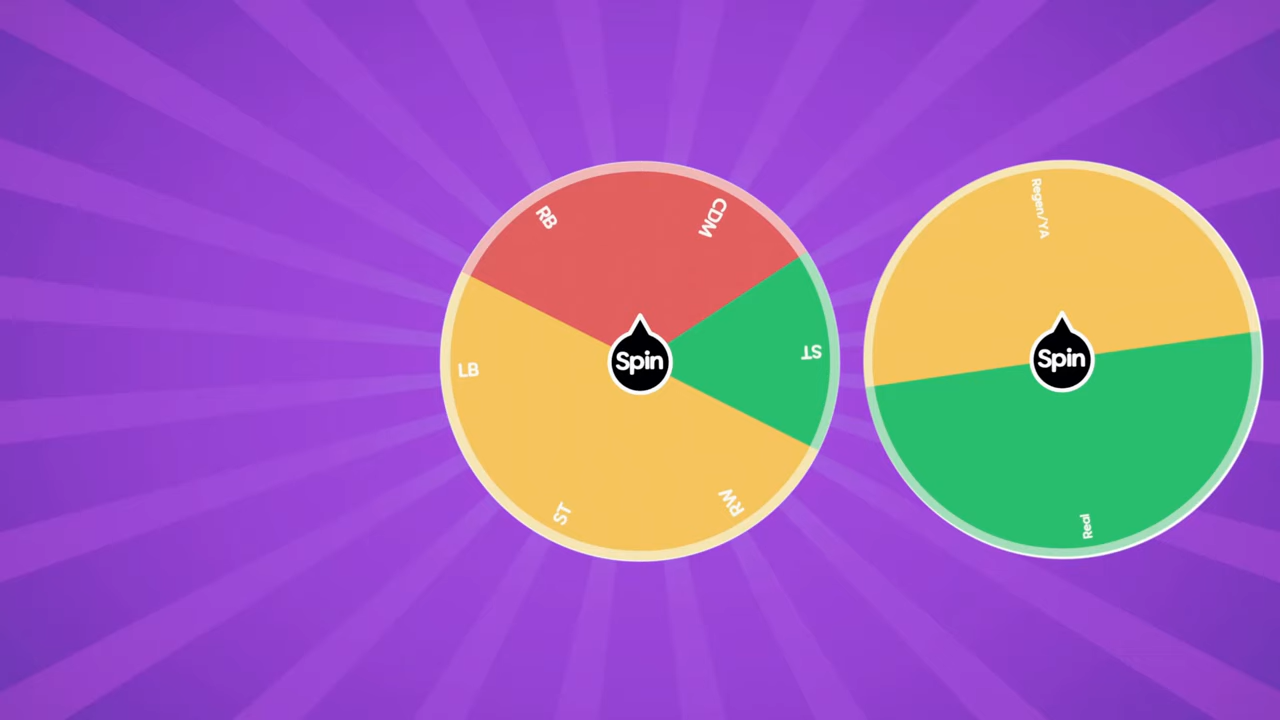 RB
CDM
ST
RW
ST
LB
Spin
Regen/YA
Real
Spin